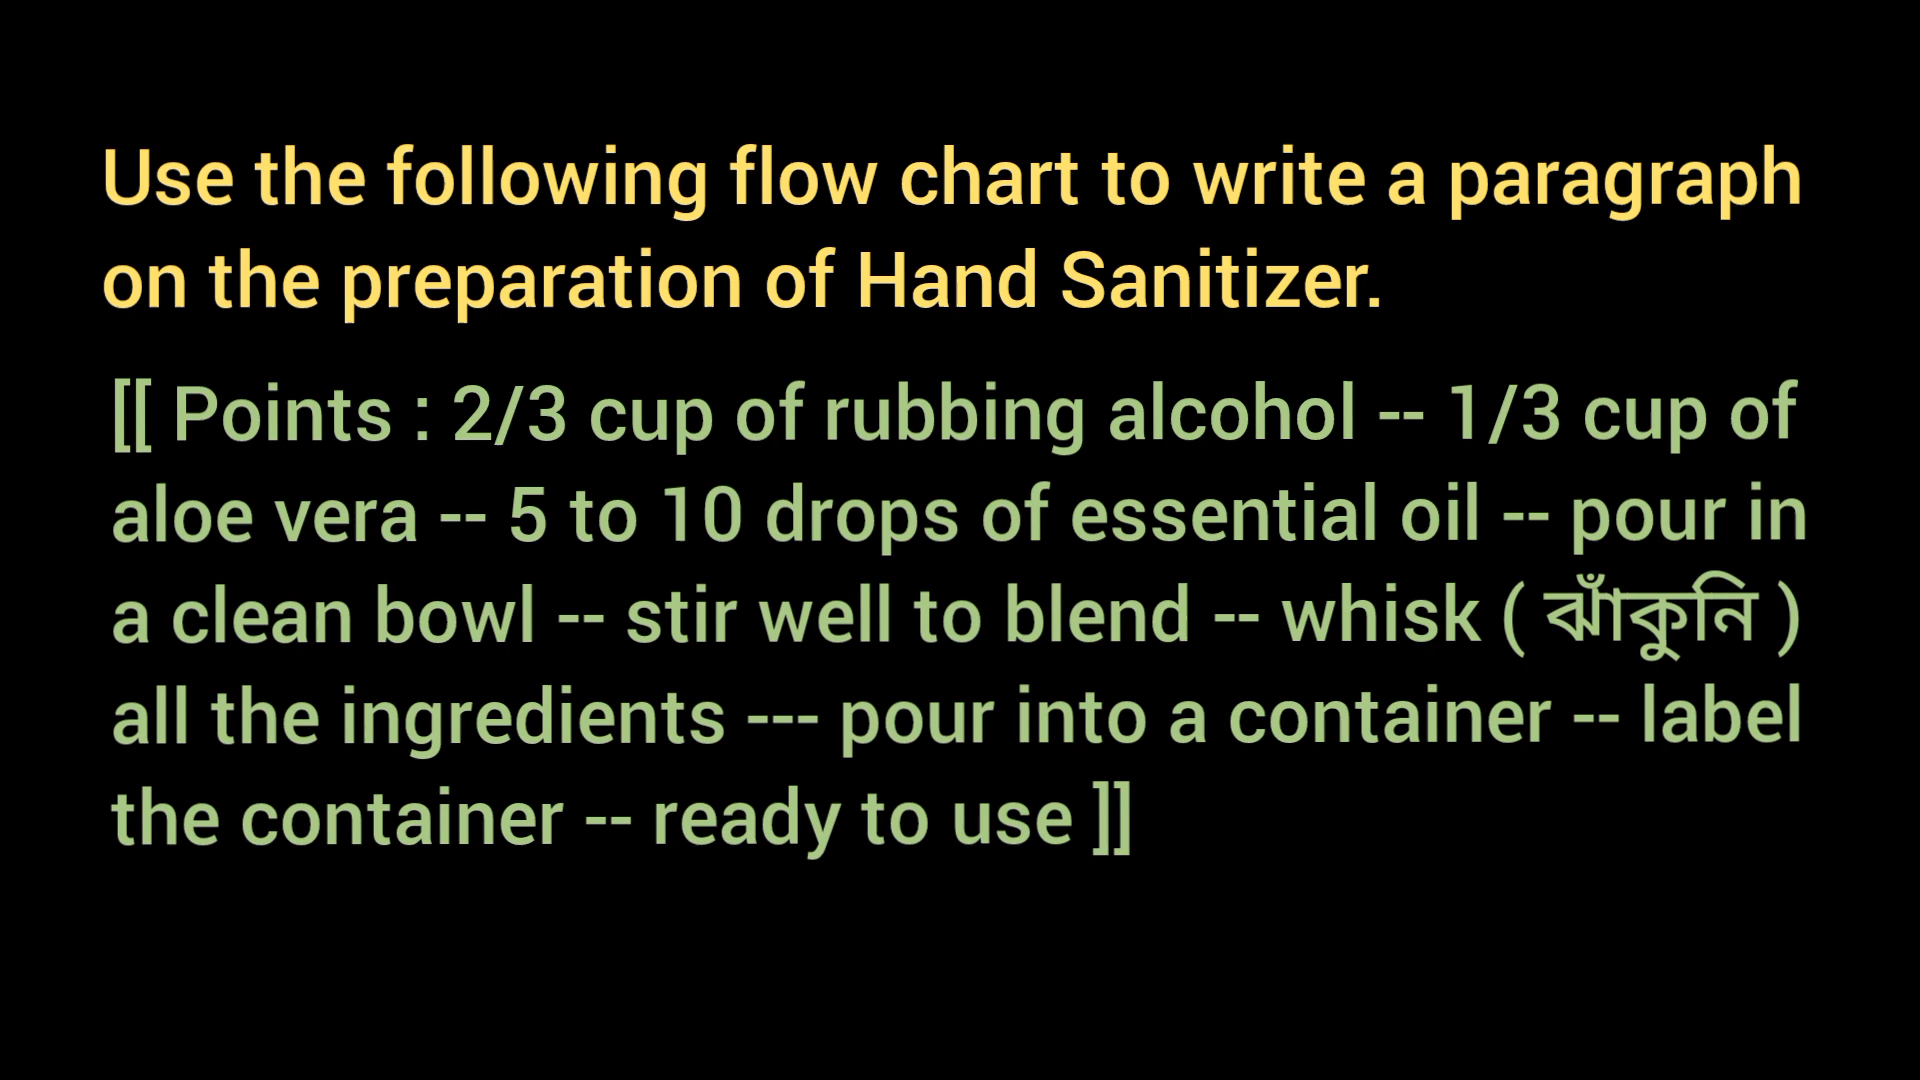 Use the following flow chart to write a paragraph
on the preparation of Hand Sanitizer.
[[ Points : 2/3 cup of rubbing alcohol -- 1/3 cup of
aloe vera -- 5 to 10 drops of essential oil -- pour in
a clean bowl -- stir well to blend -- whisk ( ঝাঁকুনি )
all the ingredients --- pour into a container -- label
the container -- ready to use ]]